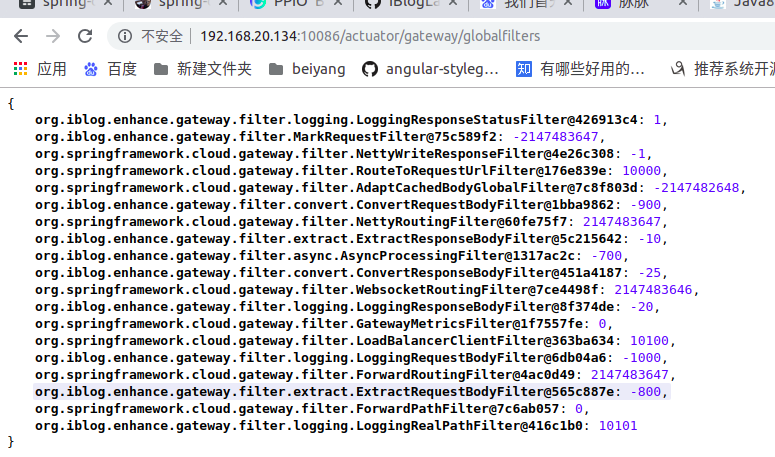 spring-
spring-
PPIO
iBlogLa
脉脉
Java8
不安全 192.168.20.134:10086/actuator/gateway/globalfilters
应用 百度 新建文件夹 beiyang angular-styleg… 知 有哪些好用的… 推荐系统开源
{
org.iblog.enhance.gateway.filter.logging.LoggingResponseStatusFilter@426913c4: 1,
org.iblog.enhance.gateway.filter.MarkRequestFilter@75c589f2: -2147483647,
org.springframework.cloud.gateway.filter.NettyWriteResponseFilter@4e26c308: -1,
org.springframework.cloud.gateway.filter.RouteToRequestUrlFilter@176e839e: 10000,
org.springframework.cloud.gateway.filter.AdaptCachedBodyGlobalFilter@7c8f803d: -2147482648,
org.iblog.enhance.gateway.filter.convert.ConvertRequestBodyFilter@1bba9862: -900,
org.springframework.cloud.gateway.filter.NettyRoutingFilter@60fe75f7: 2147483647,
org.iblog.enhance.gateway.filter.extract.ExtractResponseBodyFilter@5c215642: -10,
org.iblog.enhance.gateway.filter.async.AsyncProcessingFilter@1317ac2c: -700,
org.iblog.enhance.gateway.filter.convert.ConvertResponseBodyFilter@451a4187: -25,
org.springframework.cloud.gateway.filter.WebsocketRoutingFilter@7ce4498f: 2147483646,
org.iblog.enhance.gateway.filter.logging.LoggingResponseBodyFilter@8f374de: -20,
org.springframework.cloud.gateway.filter.GatewayMetricsFilter@1f7557fe: 0,
org.springframework.cloud.gateway.filter.LoadBalancerClientFilter@363ba634: 10100,
org.iblog.enhance.gateway.filter.logging.LoggingRequestBodyFilter@6db04a6: -1000,
org.springframework.cloud.gateway.filter.ForwardRoutingFilter@4ac0d49: 2147483647,
org.iblog.enhance.gateway.filter.extract.ExtractRequestBodyFilter@565c887e: -800,
org.springframework.cloud.gateway.filter.ForwardPathFilter@7c6ab057: 0,
org.iblog.enhance.gateway.filter.logging.LoggingRealPathFilter@416c1b0: 10101
}